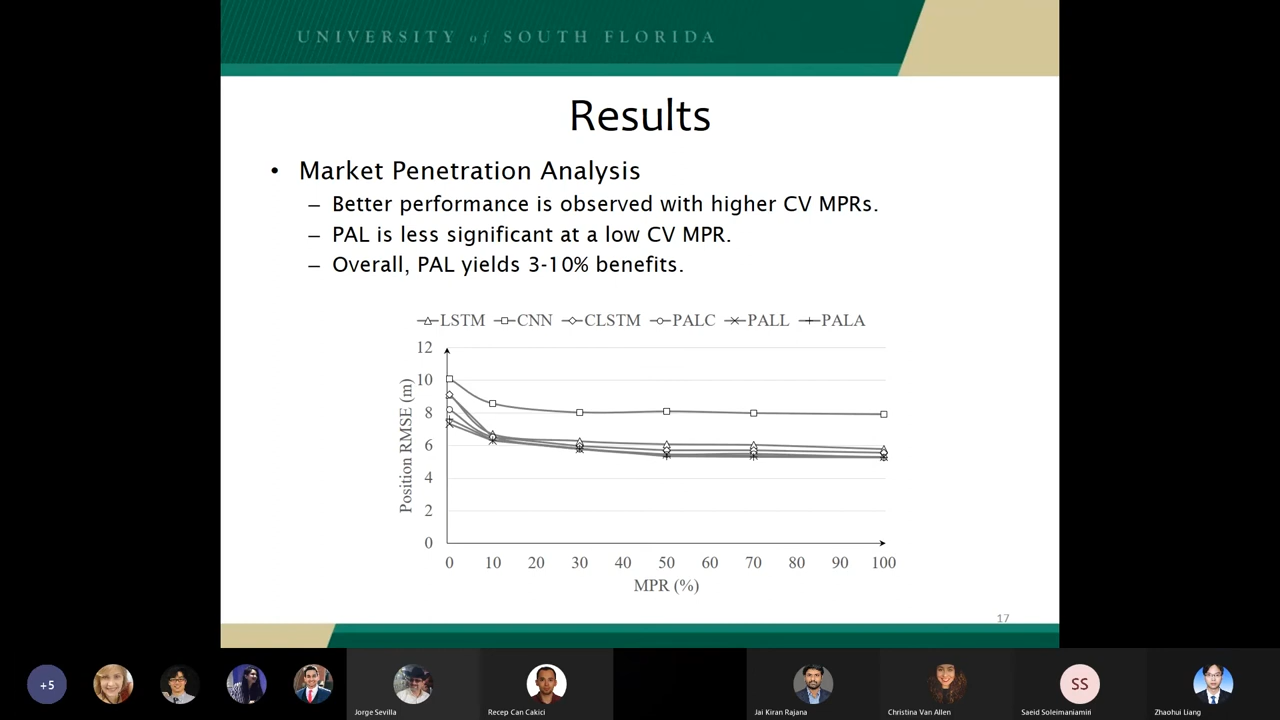 UNIVERSITY of SOUTH FLORIDA
Results
• Market Penetration Analysis
– Better performance is observed with higher CV MPRs.
– PAL is less significant at a low CV MPR.
– Overall, PAL yields 3-10% benefits.
LSTM CNN CLSTM PALC PALL PALA
Position RMSE (m)
12
10
8
6
4
2
0
0 10 20 30 40 50 60 70 80 90 100
MPR (%)
17
+5
SS
Jorge Sevilla Recep Can Cakici Jai Kiran Rajana Christina Van Allen Saeid Soleimaniamiri Zhaohui Liang